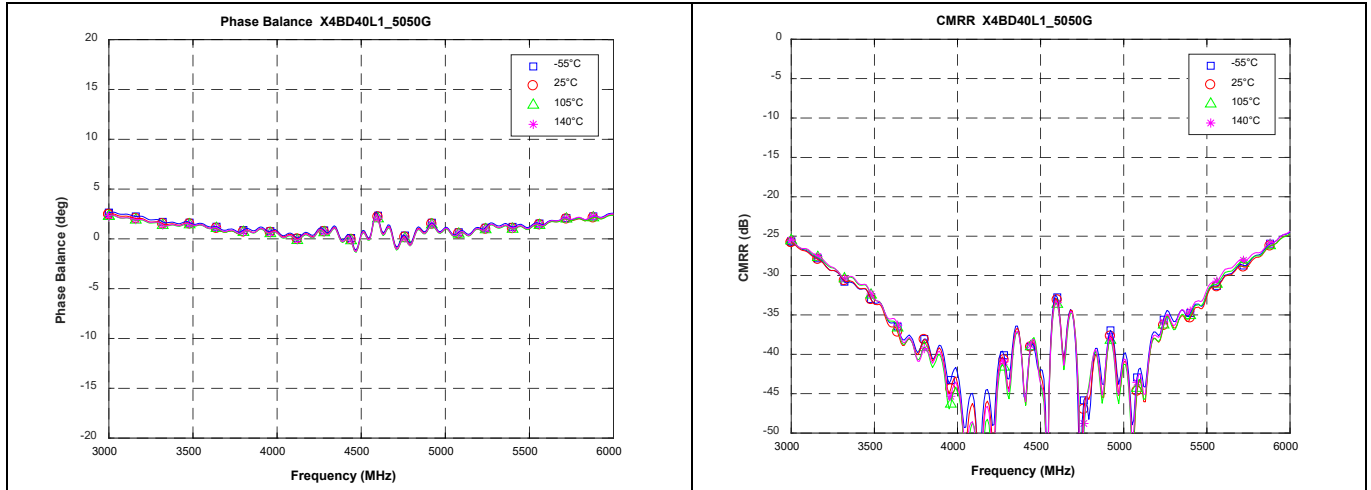 Phase Balance X4BD40L1_5050G
20
15
10
5
0
-5
-10
-15
-20
Phase Balance (deg)
-55°C
25°C
105°C
140°C
3000 3500 4000 4500 5000 5500 6000
Frequency (MHz)
CMRR X4BD40L1_5050G
0
-5
-10
-15
-20
-25
-30
-35
-40
-45
-50
CMRR (dB)
-55°C
25°C
105°C
140°C
3000 3500 4000 4500 5000 5500 6000
Frequency (MHz)